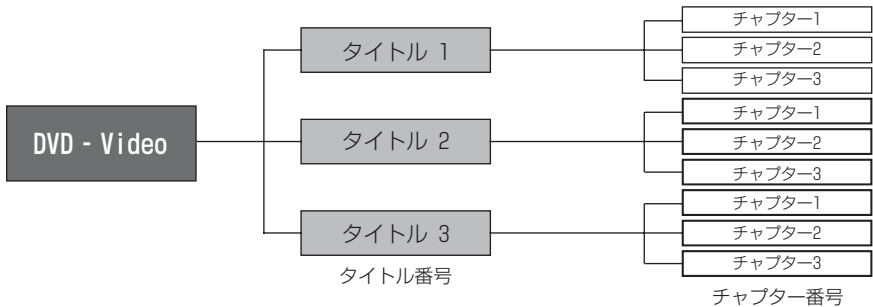 DVD - Video
タイトル 1
チャプター1
チャプター2
チャプター3
タイトル 2
チャプター1
チャプター2
チャプター3
タイトル 3
チャプター1
チャプター2
チャプター3
タイトル番号
チャプター番号